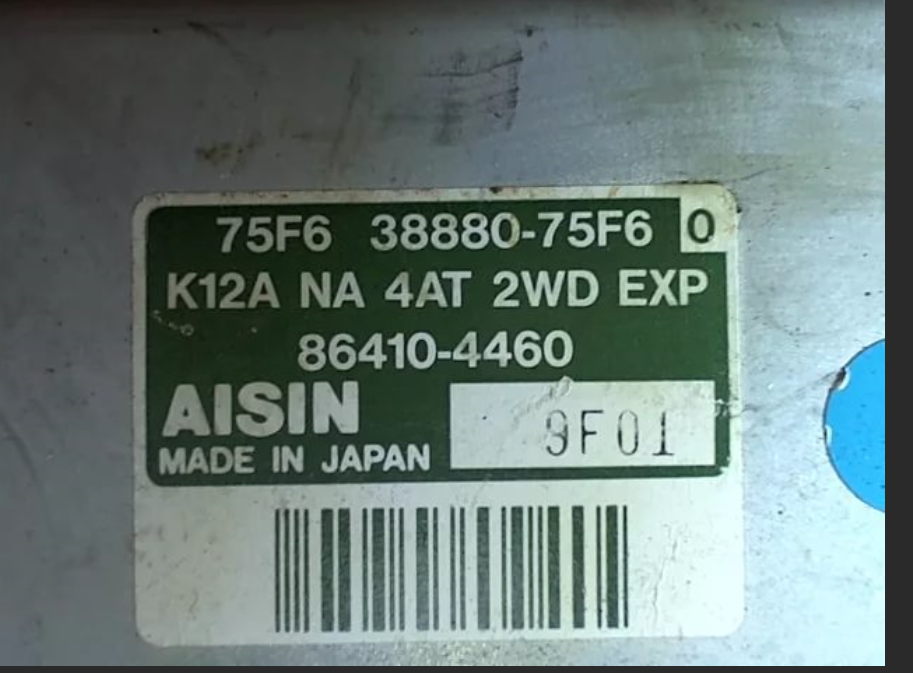 75F6 38880-75F6 0
K12A NA 4AT 2WD EXP
86410-4460
AISIN
9F01
MADE IN JAPAN